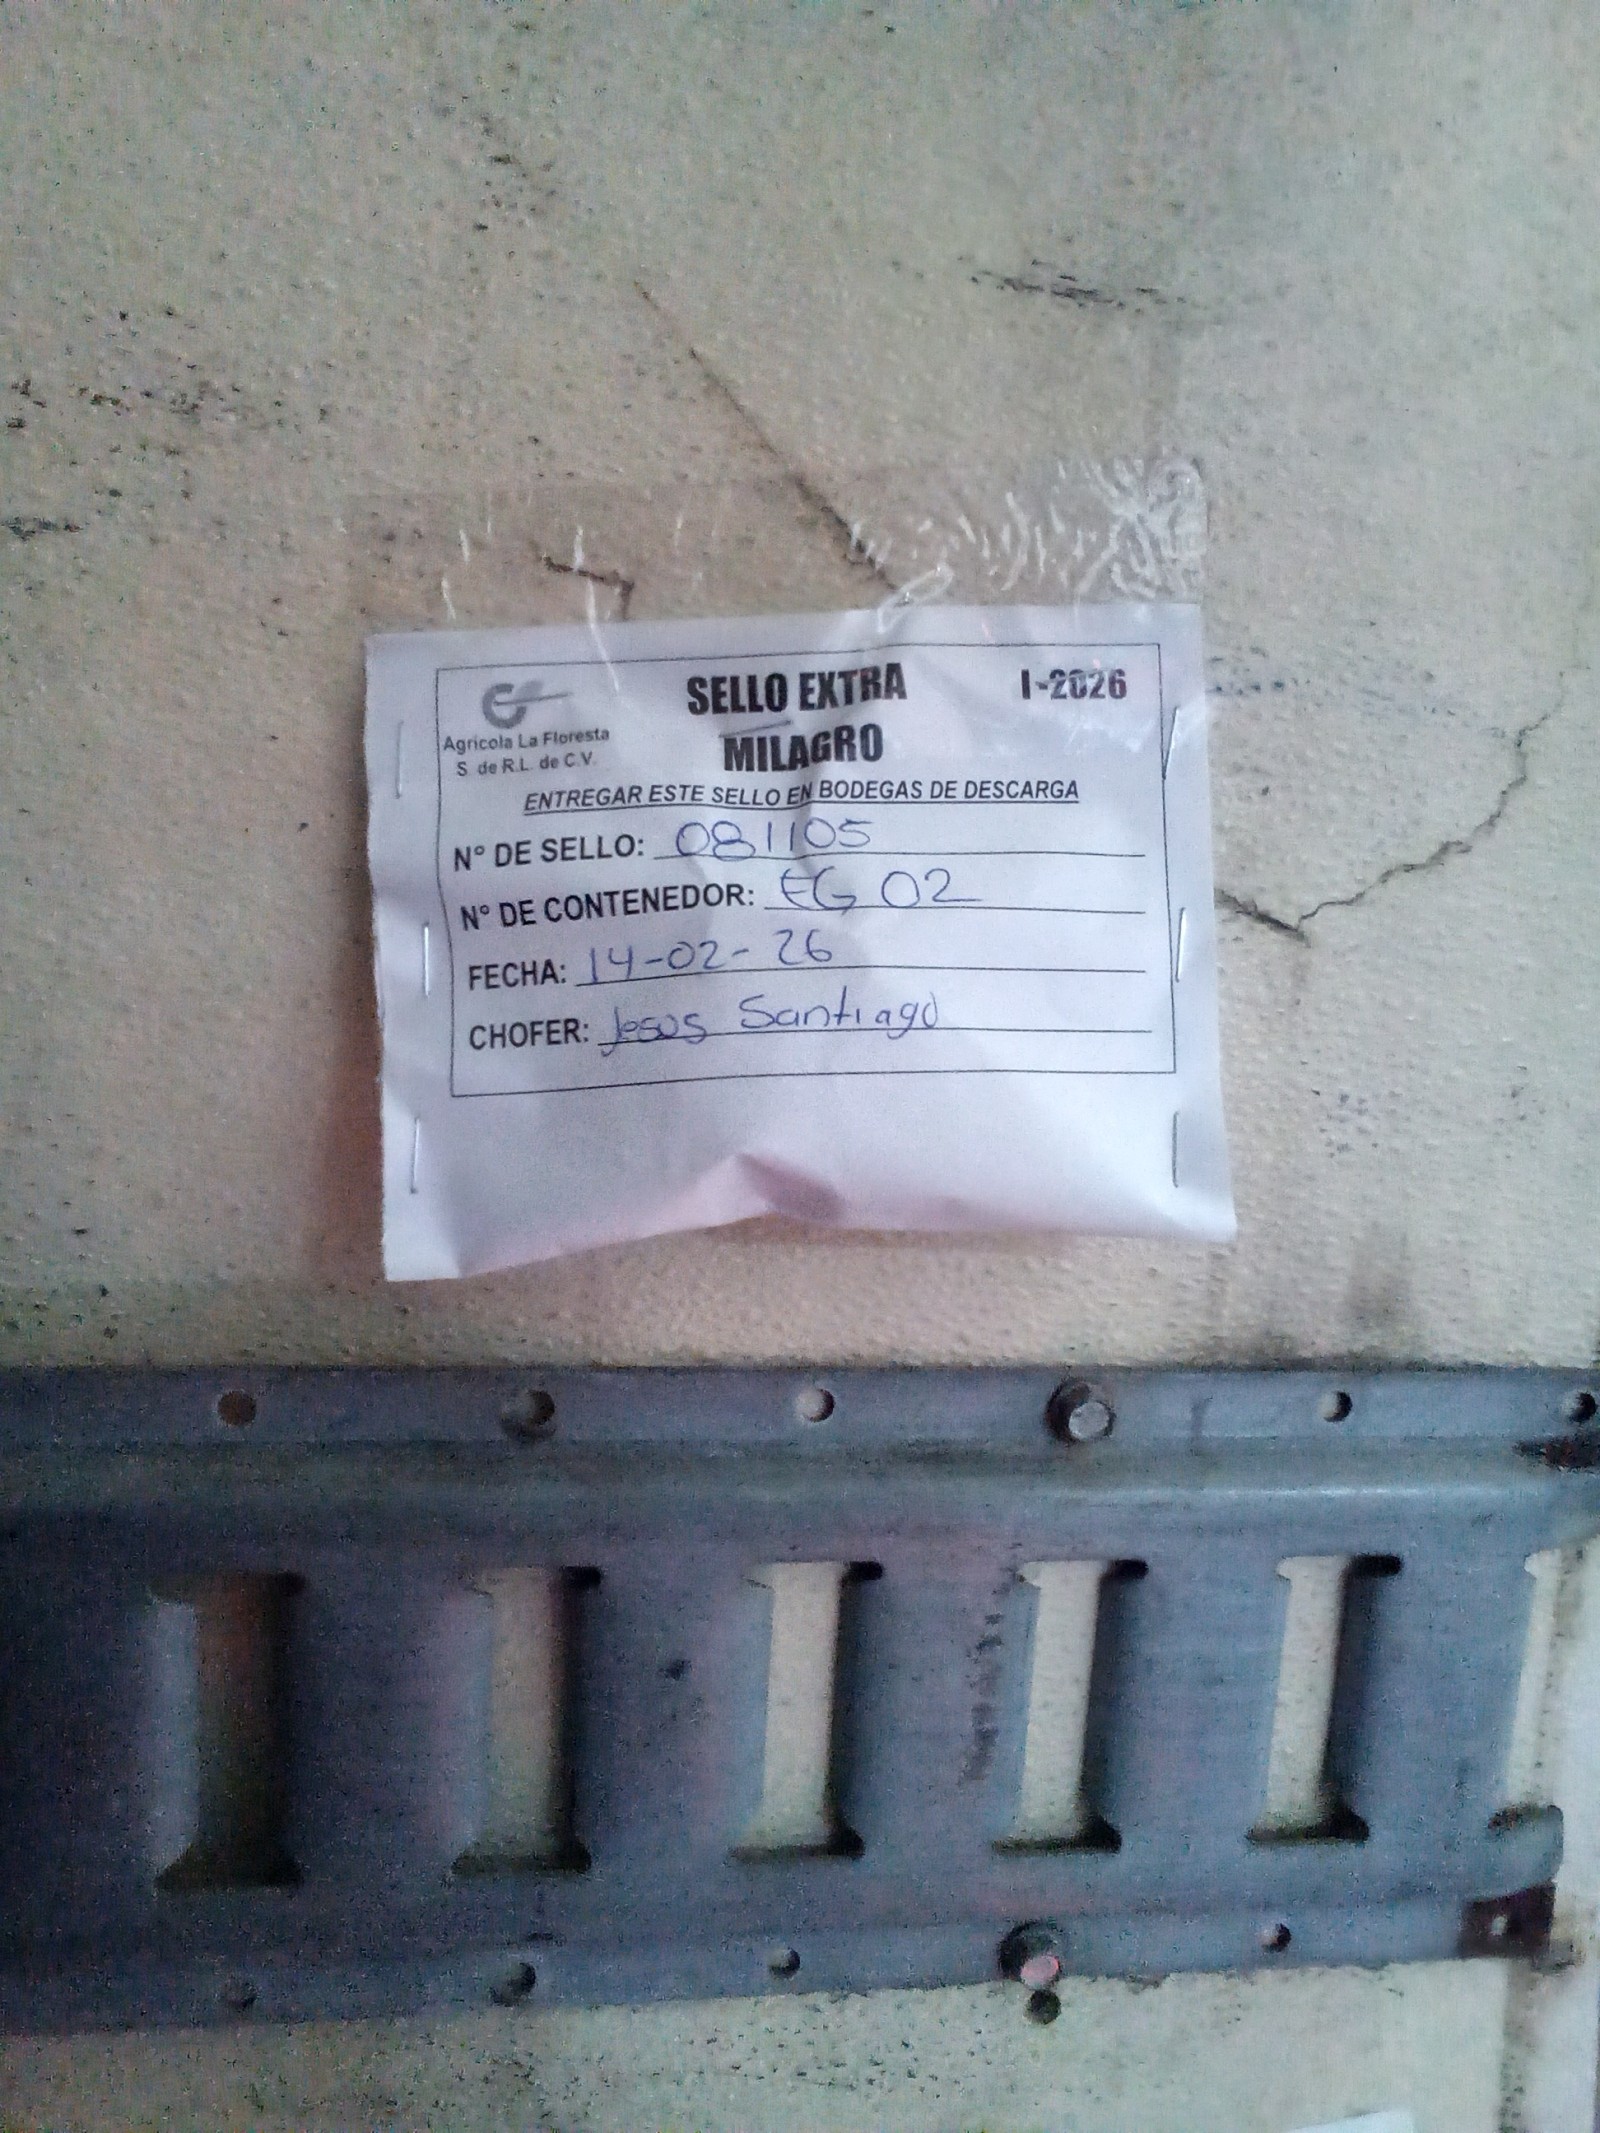 SELLO EXTRA I-2026
MILAGRO
Agricola La Floresta
S. de R.L. de C.V.
ENTREGAR ESTE SELLO EN BODEGAS DE DESCARGA
N° DE SELLO: 081105
N° DE CONTENEDOR: EG 02
FECHA: 14-02-26
CHOFER: Jesus Santiago